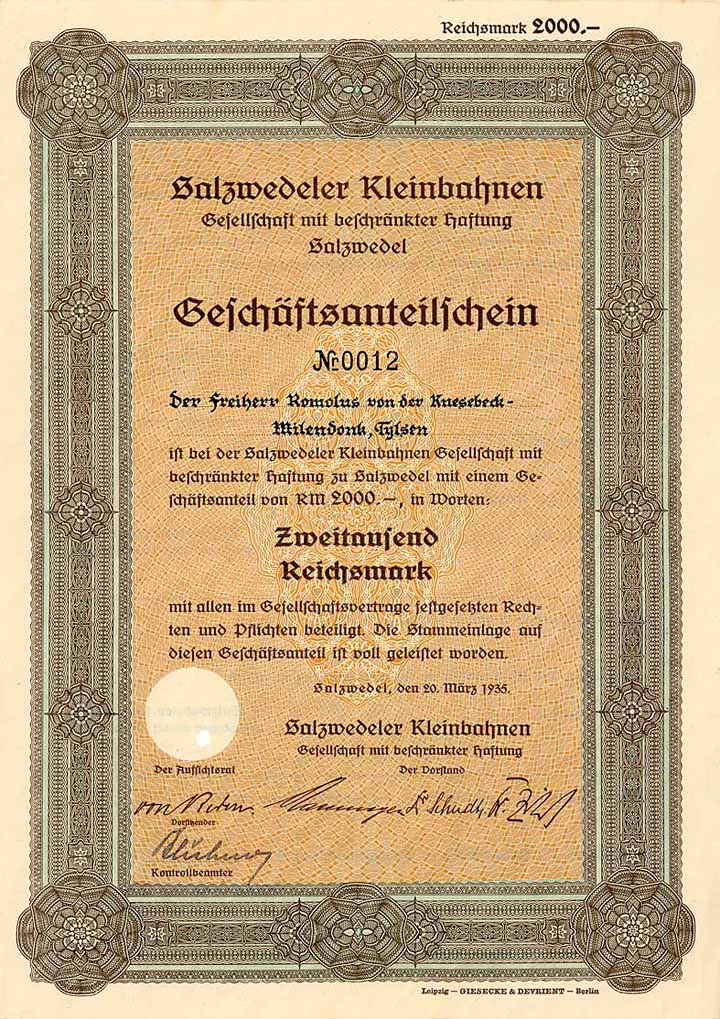 Reichsmark 2000.—
Salzwedeler Kleinbahnen
Gesellschaft mit beschränkter Haftung
Salzwedel
Geschäftsanteilschein
№ 0012
Der Freiherr Romolus von der Knesebeck-
Milendonk, Tylsen
ist bei der Salzwedeler Kleinbahnen Gesellschaft mit
beschränkter Haftung zu Salzwedel mit einem Ge-
schäftsanteil von RM 2000.—, in Worten:
Zweitausend
Reichsmark
mit allen im Gesellschaftsvertrage festgesetzten Rech-
ten und Pflichten beteiligt. Die Stammeinlage auf
diesen Geschäftsanteil ist voll geleistet worden.
Salzwedel, den 20. März 1935.
Salzwedeler Kleinbahnen
Gesellschaft mit beschränkter Haftung
Der Aufsichtsrat Der Vorstand
Vorsitzender
Kontrollbeamter
Leipzig — GIESECKE & DEVRIENT — Berlin